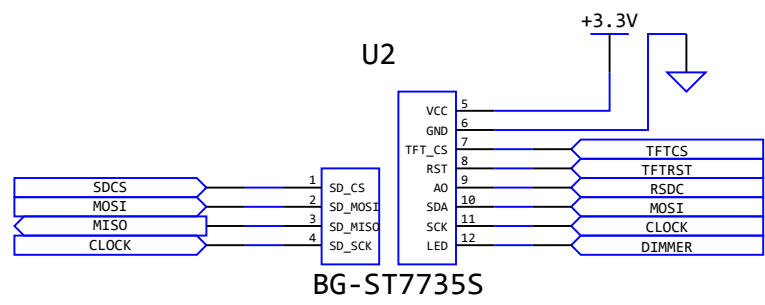 +3.3V
U2
VCC 5
GND 6
TFT_CS 7 TFTCS
RST 8 TFTRST
SDCS 1 SD_CS AO 9 RSDC
MOSI 2 SD_MOSI SDA 10 MOSI
MISO 3 SD_MISO SCK 11 CLOCK
CLOCK 4 SD_SCK LED 12 DIMMER
BG-ST7735S